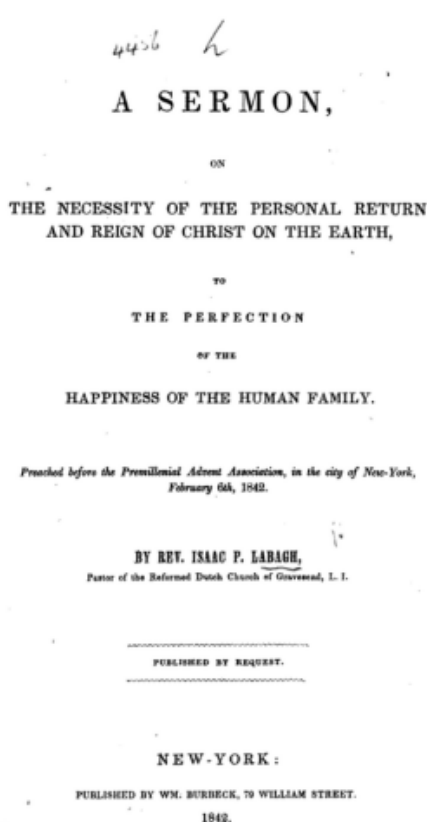 4456
A SERMON,
ON
THE NECESSITY OF THE PERSONAL RETURN
AND REIGN OF CHRIST ON THE EARTH,
TO
THE PERFECTION
OF THE
HAPPINESS OF THE HUMAN FAMILY.
Preached before the Premillenial Advent Association, in the city of New-York,
February 6th, 1842.
BY REV. ISAAC P. LABAGH,
Pastor of the Reformed Dutch Church of Gravesend, L. I.
PUBLISHED BY REQUEST.
NEW-YORK:
PUBLISHED BY WM. BURBECK, 79 WILLIAM STREET.
1842.